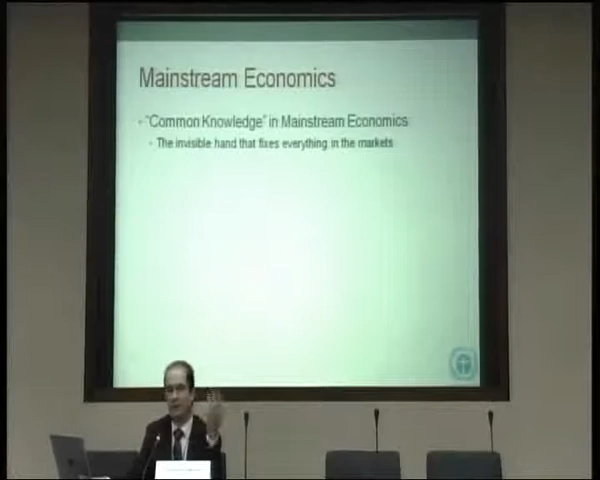 Mainstream Economics
- "Common Knowledge" in Mainstream Economics
- The invisible hand that fixes everything in the markets